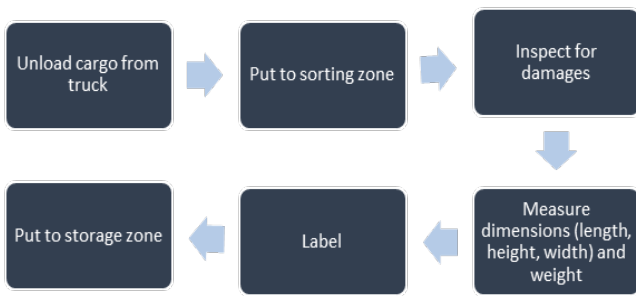 Unload cargo from
truck
Put to sorting zone
Inspect for
damages
Measure
dimensions (length,
height, width) and
weight
Label
Put to storage zone